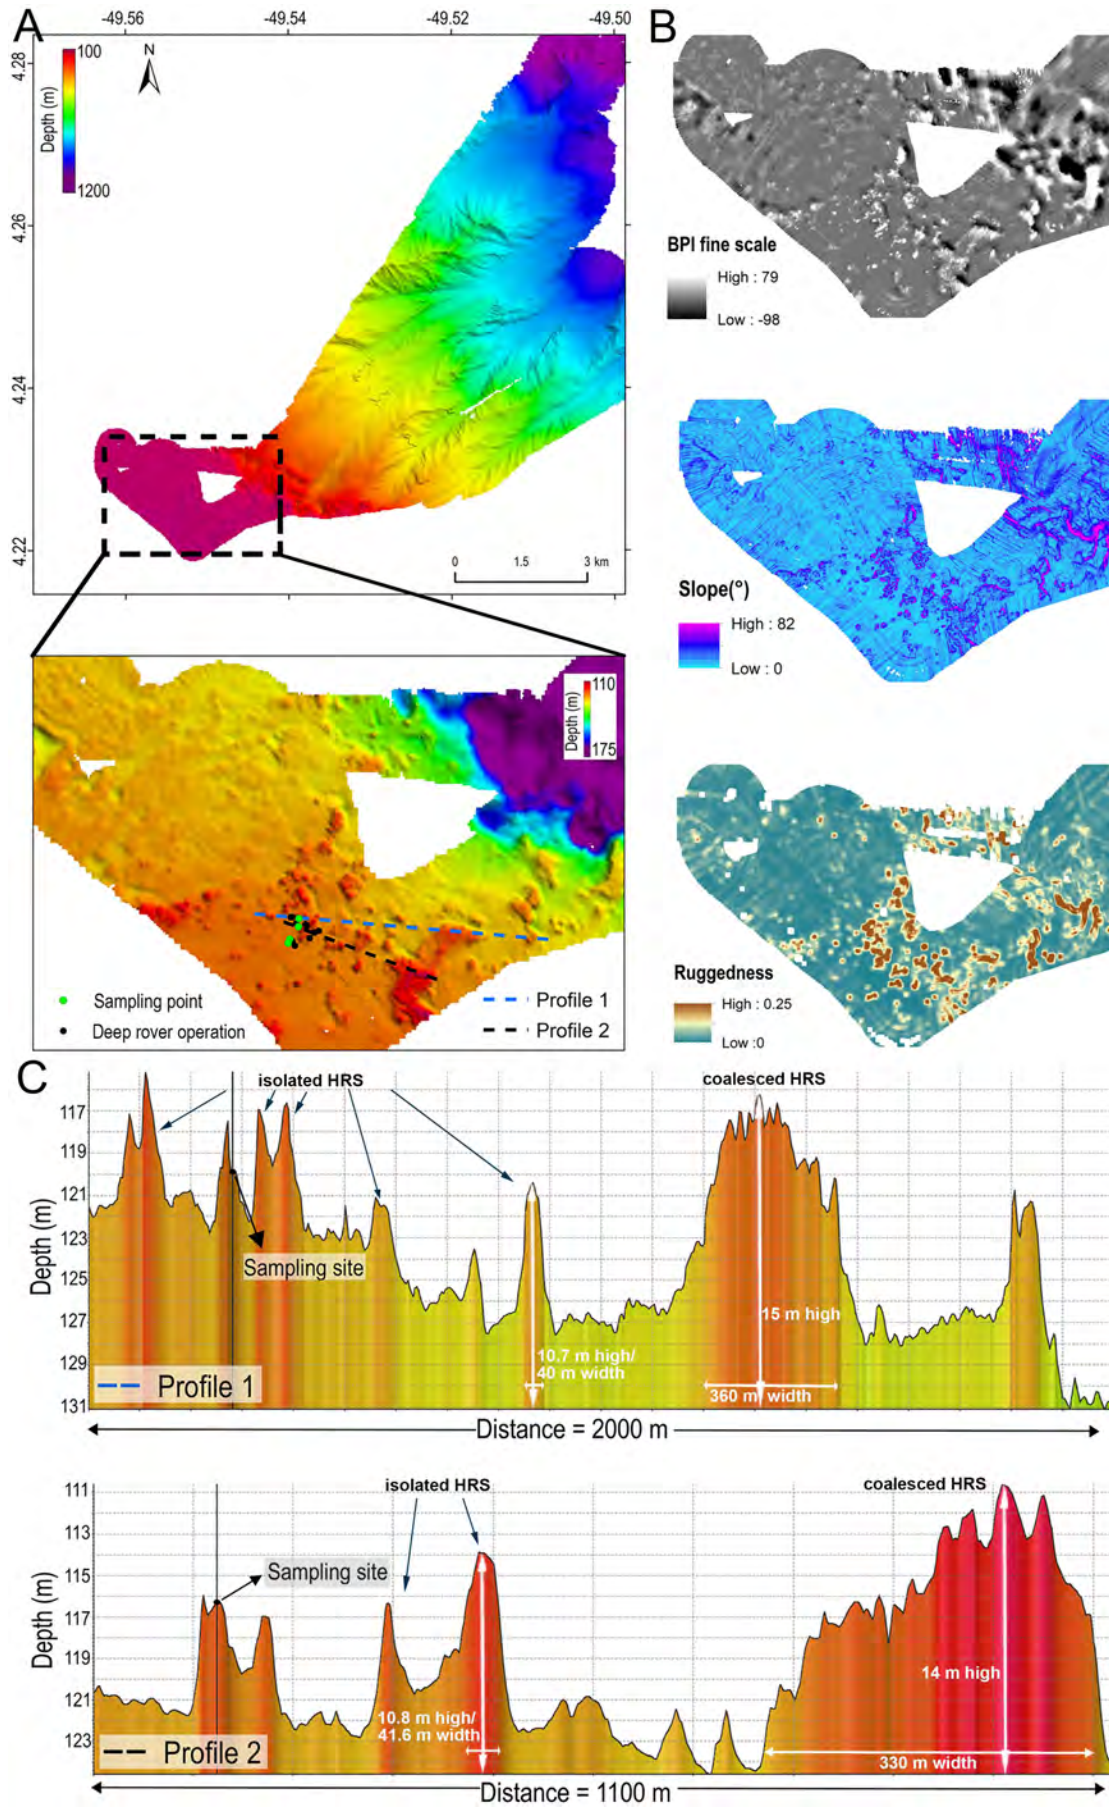 A
-49.56 -49.54 -49.52 -49.50
4.28
4.26
4.24
4.22
N
100
Depth (m)
1200
0 1.5 3 km
110
Depth (m)
175
Sampling point
Deep rover operation
Profile 1
Profile 2
B
BPI fine scale
High : 79
Low : -98
Slope(°)
High : 82
Low : 0
Ruggedness
High : 0.25
Low :0
C
isolated HRS
coalesced HRS
117
119
121
123
125
127
129
131
Depth (m)
Sampling site
15 m high
10.7 m high/
40 m width
360 m width
Profile 1
Distance = 2000 m
isolated HRS
coalesced HRS
111
113
115
117
119
121
123
Depth (m)
Sampling site
14 m high
10.8 m high/
41.6 m width
330 m width
Profile 2
Distance = 1100 m